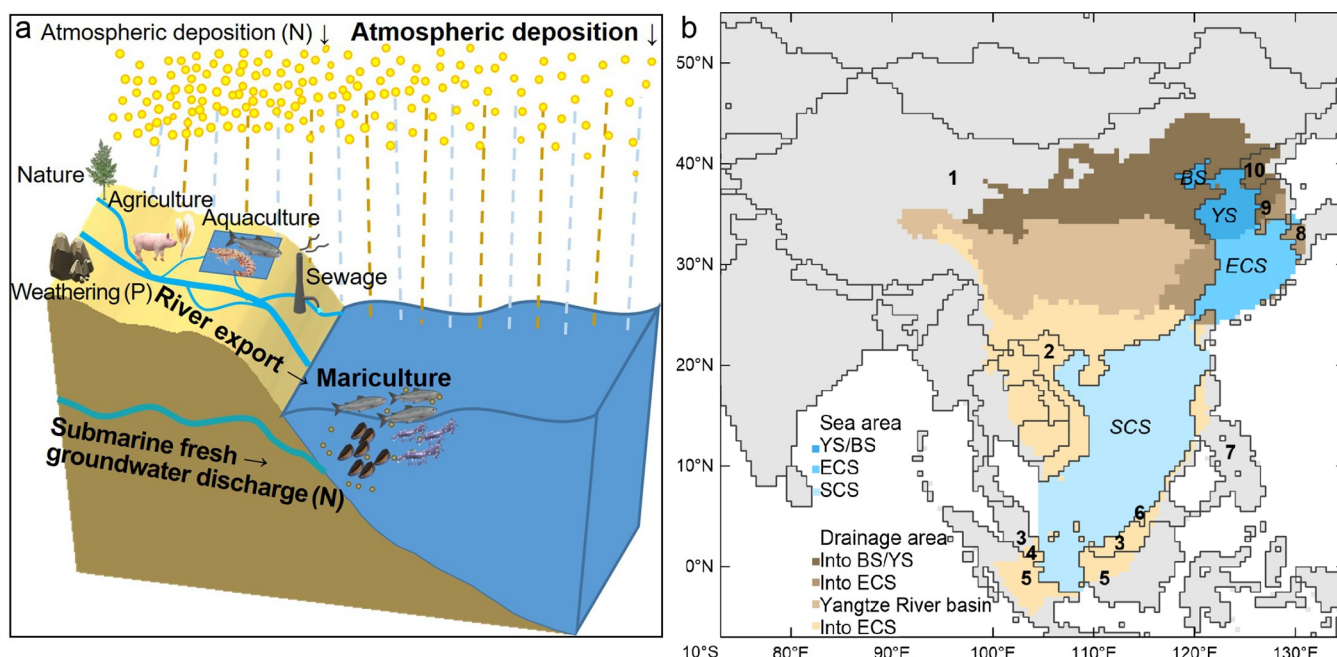 a
Atmospheric deposition (N) ↓
Atmospheric deposition ↓
Nature
Agriculture
Aquaculture
Sewage
Weathering (P)
River export →
Mariculture
Submarine fresh →
groundwater discharge (N)
b
50°N
40°N
30°N
20°N
10°N
0°N
10°S
80°E
90°E
100°E
110°E
120°E
130°E
1
BS
10
YS
9
8
ECS
2
SCS
7
6
3
3
4
5
5
Sea area
YS/BS
ECS
SCS
Drainage area
Into BS/YS
Into ECS
Yangtze River basin
Into ECS